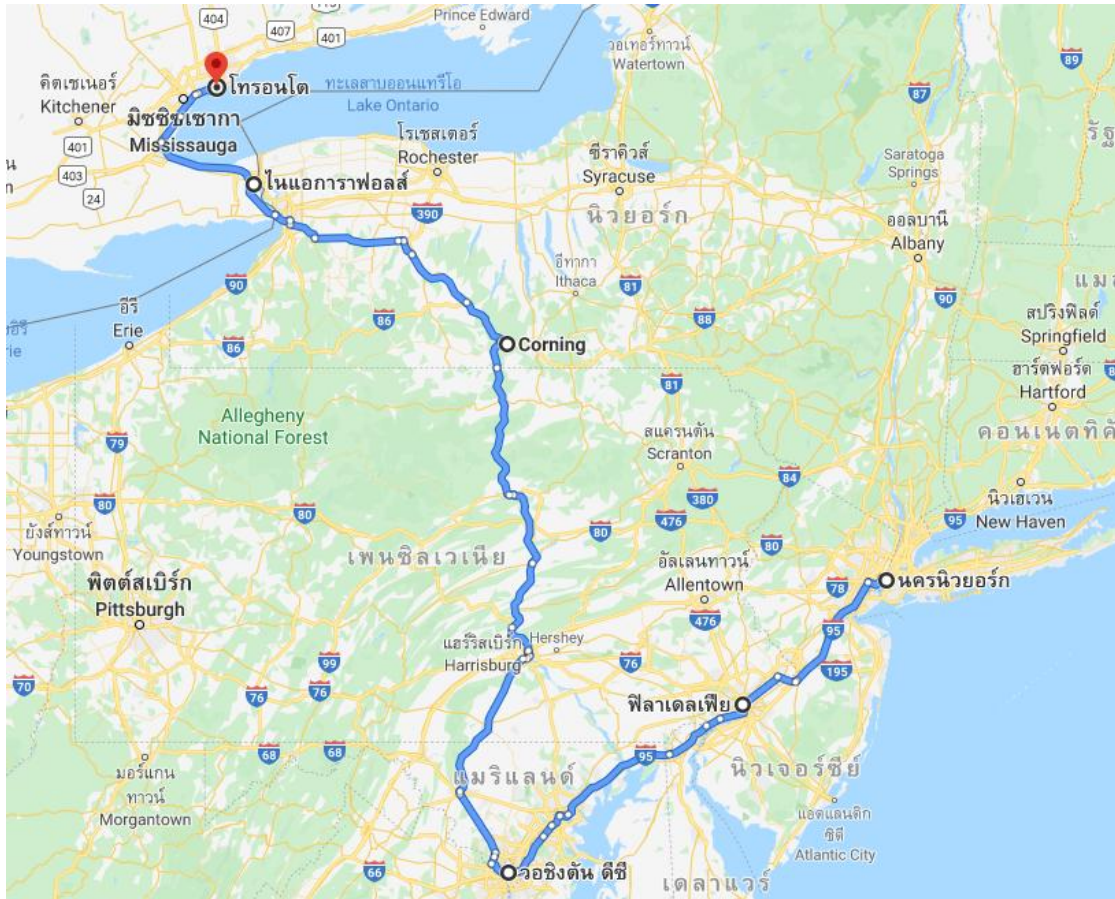 404
407
401
Prince Edward
วอเทอร์ทาวน์
Watertown
89
87
คิตเชเนอร์
Kitchener
โทรอนโต
ทะเลสาบออนแทรีโอ
Lake Ontario
มิซซิซเซากา
Mississauga
401
403
24
โรเชสเตอร์
Rochester
ซีราคิวส์
Syracuse
Saratoga
Springs
ไนแอการาฟอลส์
390
นิวยอร์ก
ออลบานี
Albany
อีทากา
Ithaca
90
81
90
อีรี
Erie
86
88
86
สปริงฟิลด์
Springfield
Corning
81
ฮาร์ตฟอร์ด
Hartford
Allegheny
National Forest
79
สแครนตัน
Scranton
คอนเนตทิคั
84
80
80
380
476
นิวเฮเวน
New Haven
95
80
80
ยังส์ทาวน์
Youngstown
เพนซิลเวเนีย
อัลเลนทาวน์
Allentown
พิตต์สเบิร์ก
Pittsburgh
78
นครนิวยอร์ก
476
95
แฮร์ริสเบิร์ก
Harrisburg
Hershey
99
76
195
70
76
76
ฟิลาเดลเฟีย
68
68
95
นิวเจอร์ซีย์
มอร์แกน
ทาวน์
Morgantown
แมริแลนด์
แอตแลนติก
ซิตี
Atlantic City
66
วอชิงตัน ดีซี
เดลาแวร์